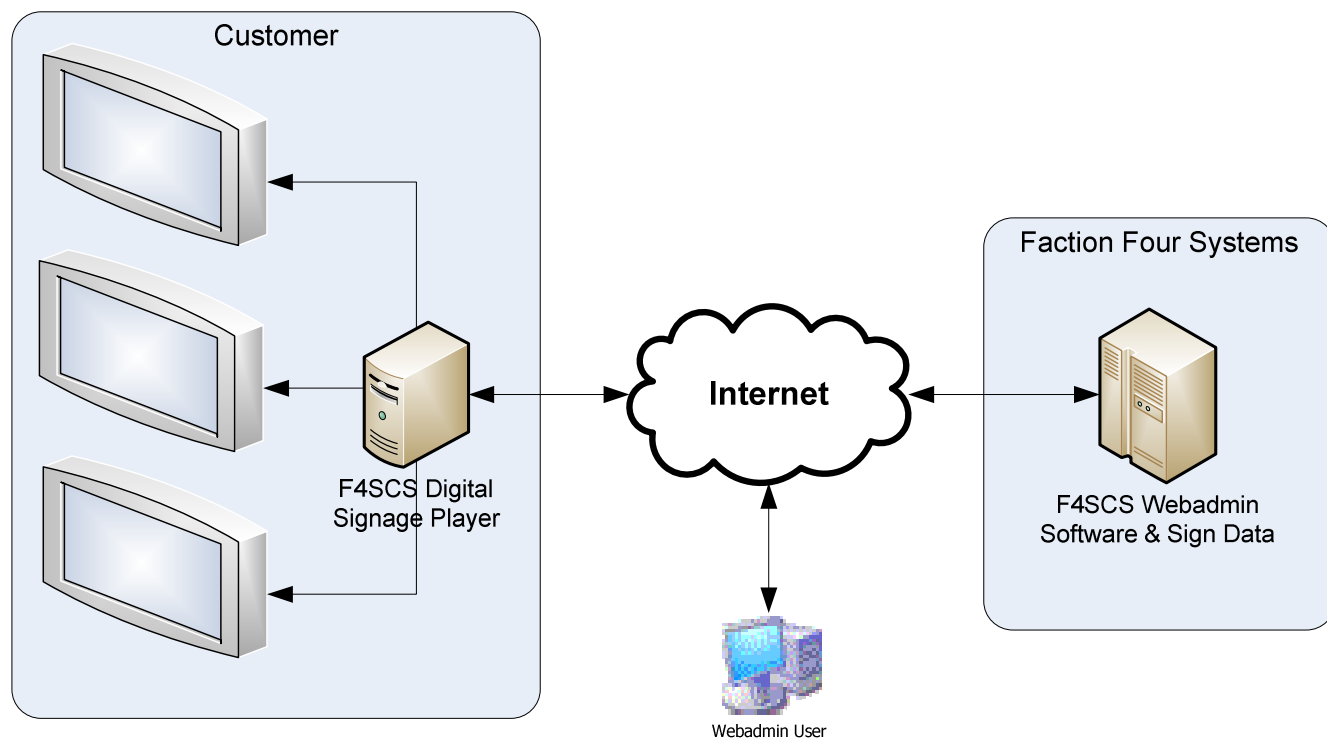 Customer
Faction Four Systems
Internet
F4SCS Digital
Signage Player
F4SCS Webadmin
Software & Sign Data
Webadmin User